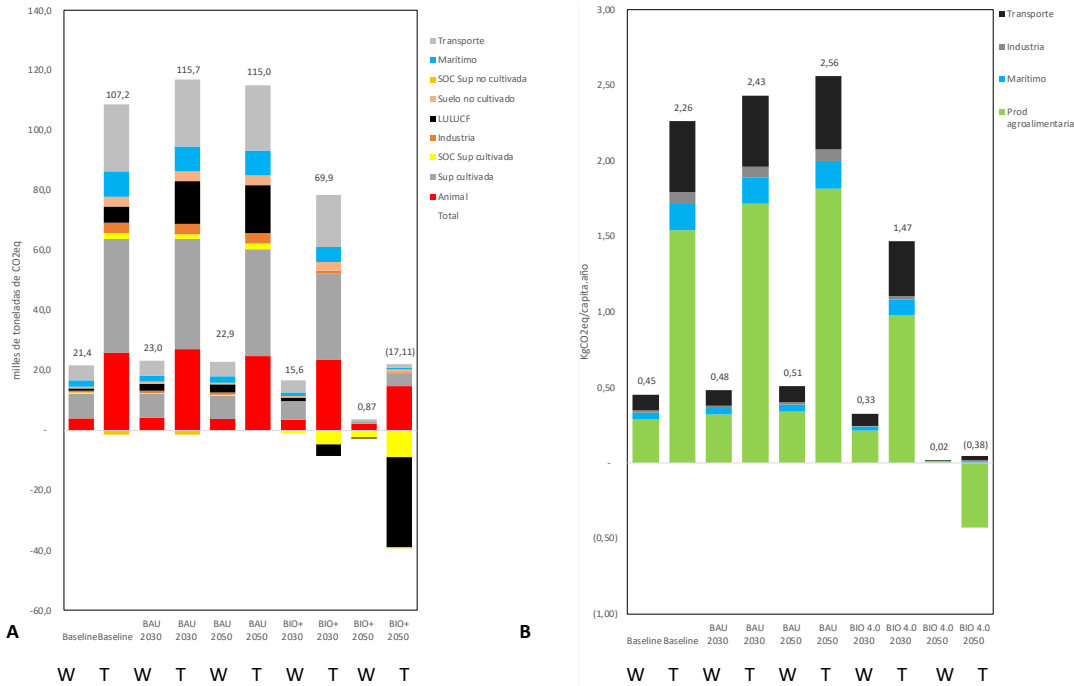 140,0
120,0
100,0
80,0
60,0
40,0
20,0
-
-20,0
-40,0
-60,0
milles de toneladas de CO2eq
21,4
107,2
23,0
115,7
22,9
115,0
15,6
69,9
0,87
(17,11)
Transporte
Marítimo
SOC Sup no cultivada
Suelo no cultivado
LULUCF
Industria
SOC Sup cultivada
Sup cultivada
Animal
Total
Baseline Baseline BAU BAU BAU BAU BIO+ BIO+ BIO+ BIO+
2030 2030 2050 2050 2030 2030 2050 2050
A
W T W T W T W T W T
3,00
2,50
2,00
1,50
1,00
0,50
-
(0,50)
(1,00)
KgCO2eq/capita.año
0,45
2,26
0,48
2,43
0,51
2,56
0,33
1,47
0,02
(0,38)
Transporte
Industria
Marítimo
Prod
agroalimentaria
Baseline Baseline BAU BAU BAU BAU BIO 4.0 BIO 4.0 BIO 4.0 BIO 4.0
2030 2030 2050 2050 2030 2030 2050 2050
B
W T W T W T W T W T